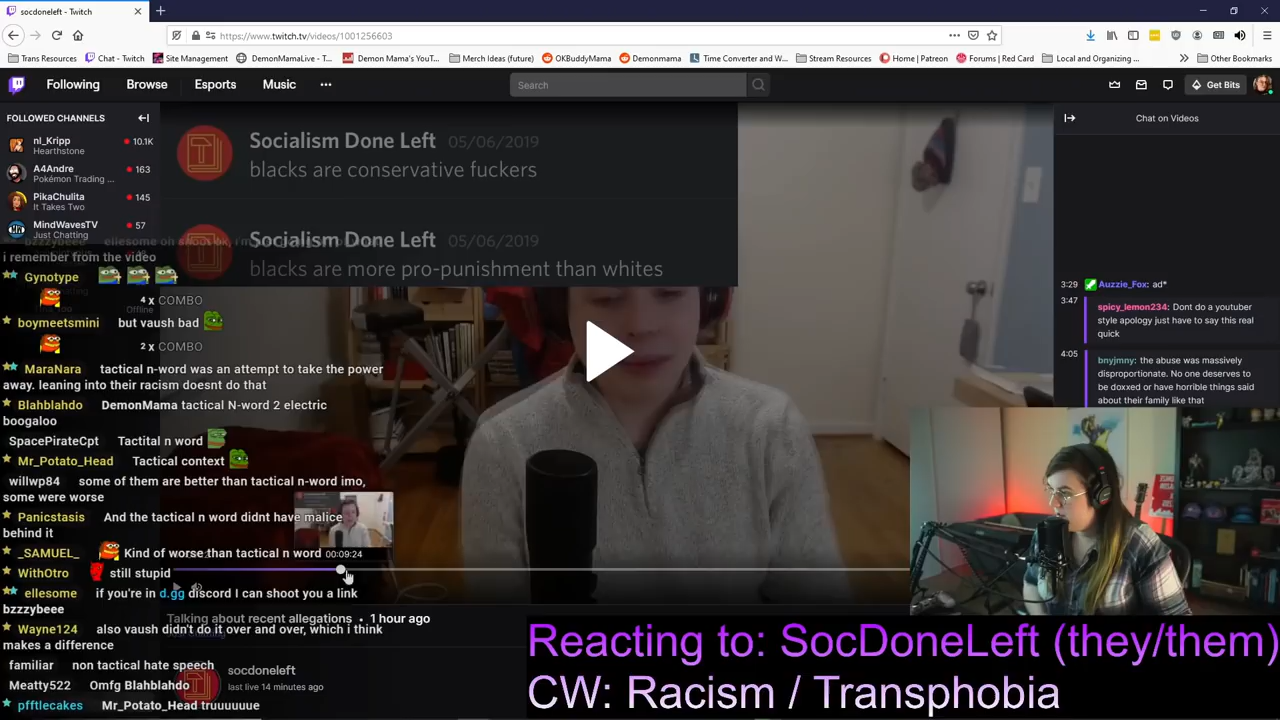 socdoneleft - Twitch
https://www.twitch.tv/videos/1001256603
Trans Resources
Chat - Twitch
Site Management
DemonMamaLive - T...
Demon Mama's YouT...
Merch Ideas (future)
OKBuddyMama
Demonmama
Time Converter and W...
Stream Resources
Home | Patreon
Forums | Red Card
Local and Organizing ...
Other Bookmarks
Following
Browse
Esports
Music
Search
Get Bits
FOLLOWED CHANNELS
nl_Kripp 10.1K
Hearthstone
A4Andre 163
Pokémon Trading ...
PikaChulita 145
It Takes Two
MindWavesTV 57
Just Chatting
Socialism Done Left 05/06/2019
blacks are conservative fuckers
Socialism Done Left 05/06/2019
blacks are more pro-punishment than whites
i remember from the video
Gynotype
4 x COMBO
Offline
boymeetsmini but vaush bad
2 x COMBO
MaraNara tactical n-word was an attempt to take the power
away. leaning into their racism doesnt do that
Blahblahdo DemonMama tactical N-word 2 electric
boogaloo
SpacePirateCpt Tactital n word
Mr_Potato_Head Tactical context
willwp84 some of them are better than tactical n-word imo,
some were worse
Panicstasis And the tactical n word didnt have malice
behind it
_SAMUEL_ Kind of worse than tactical n word
00:09:24
WithOtro still stupid
ellesome if you're in d.gg discord I can shoot you a link
bzzzybeee
Wayne124 also vaush didn't do it over and over, which i think
makes a difference
familiar non tactical hate speech
Meatty522 Omfg Blahblahdo
pfftlecakes Mr_Potato_Head truuuuuue
Talking about recent allegations • 1 hour ago
socdoneleft
last live 14 minutes ago
Chat on Videos
3:29 Auzzie_Fox: ad*
3:47 spicy_lemon234: Dont do a youtuber
style apology just have to say this real
quick
4:05 bnyjmny: the abuse was massively
disproportionate. No one deserves to
be doxxed or have horrible things said
about their family like that
Reacting to: SocDoneLeft (they/them)
CW: Racism / Transphobia